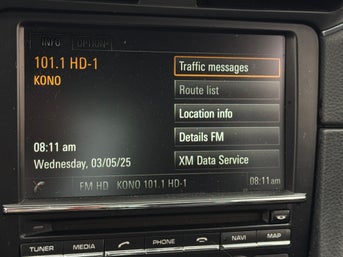 INFO OPTION
101.1 HD-1
KONO
Traffic messages
Route list
Location info
Details FM
XM Data Service
08:11 am
Wednesday, 03/05/25
FM HD KONO 101.1 HD-1 08:11 am
TUNER MEDIA PHONE NAVI MAP